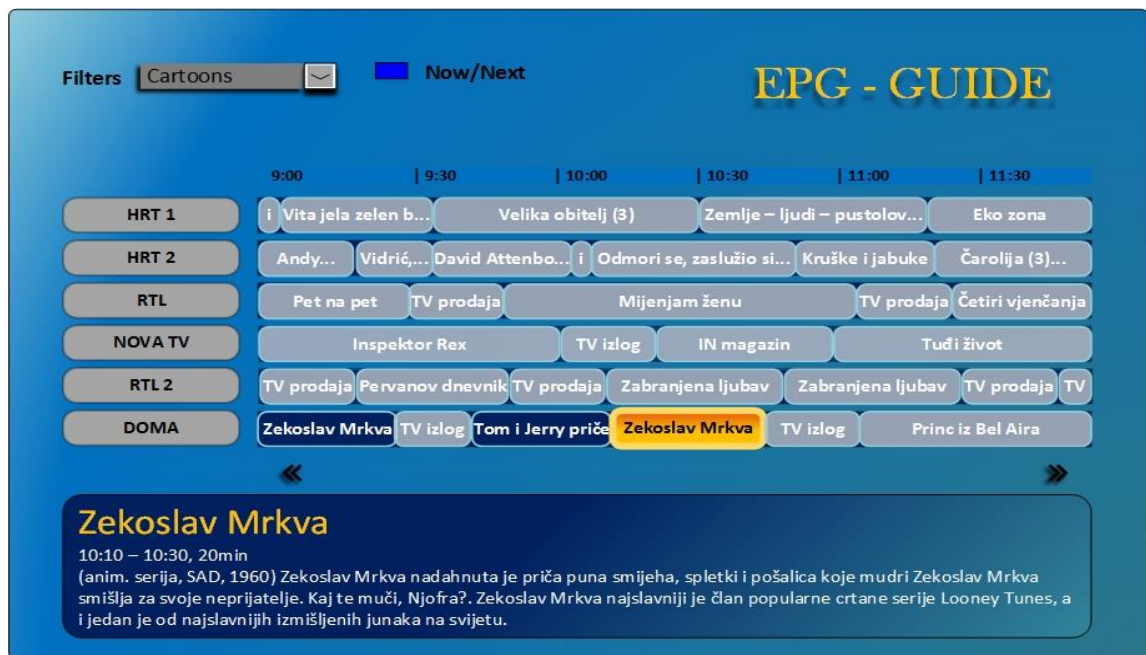 Filters Cartoons Now/Next
EPG - GUIDE
9:00 | 9:30 | 10:00 | 10:30 | 11:00 | 11:30
HRT 1 i Vita jela zelen b... Velika obitelj (3) Zemlje – ljudi – pustolov... Eko zona
HRT 2 Andy... Vidrić,... David Attenbo... i Odmori se, zaslužio si... Kruške i jabuke Čarolija (3)...
RTL Pet na pet TV prodaja Mijenjam ženu TV prodaja Četiri vjenčanja
NOVA TV Inspektor Rex TV izlog IN magazin Tuđi život
RTL 2 TV prodaja Pervanov dnevnik TV prodaja Zabranjena ljubav Zabranjena ljubav TV prodaja TV
DOMA Zekoslav Mrkva TV izlog Tom i Jerry priče Zekoslav Mrkva TV izlog Princ iz Bel Aira
Zekoslav Mrkva
10:10 – 10:30, 20min
(anim. serija, SAD, 1960) Zekoslav Mrkva nadahnuta je priča puna smijeha, spletki i pošalica koje mudri Zekoslav Mrkva
smišlja za svoje neprijatelje. Kaj te muči, Njofra?. Zekoslav Mrkva najslavniji je član popularne crtane serije Looney Tunes, a
i jedan je od najslavnijih izmišljenih junaka na svijetu.